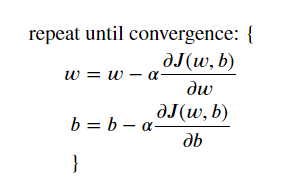 repeat until convergence: {
w = w − α ∂J(w, b)/∂w
b = b − α ∂J(w, b)/∂b
}